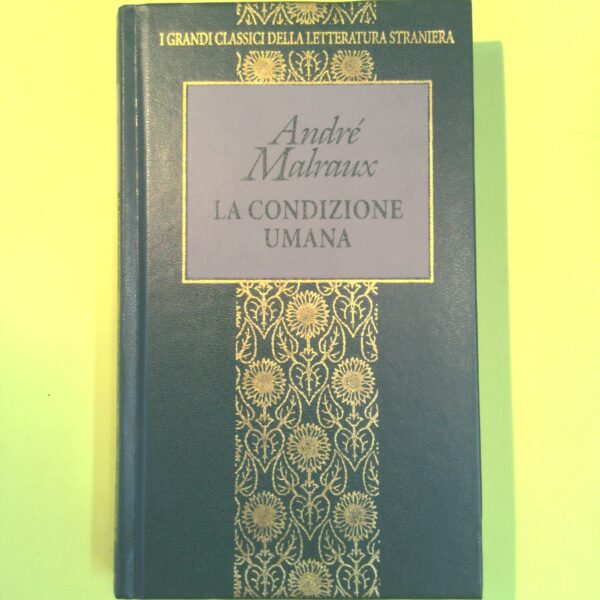 I GRANDI CLASSICI DELLA LETTERATURA STRANIERA
André
Malraux
LA CONDIZIONE
UMANA